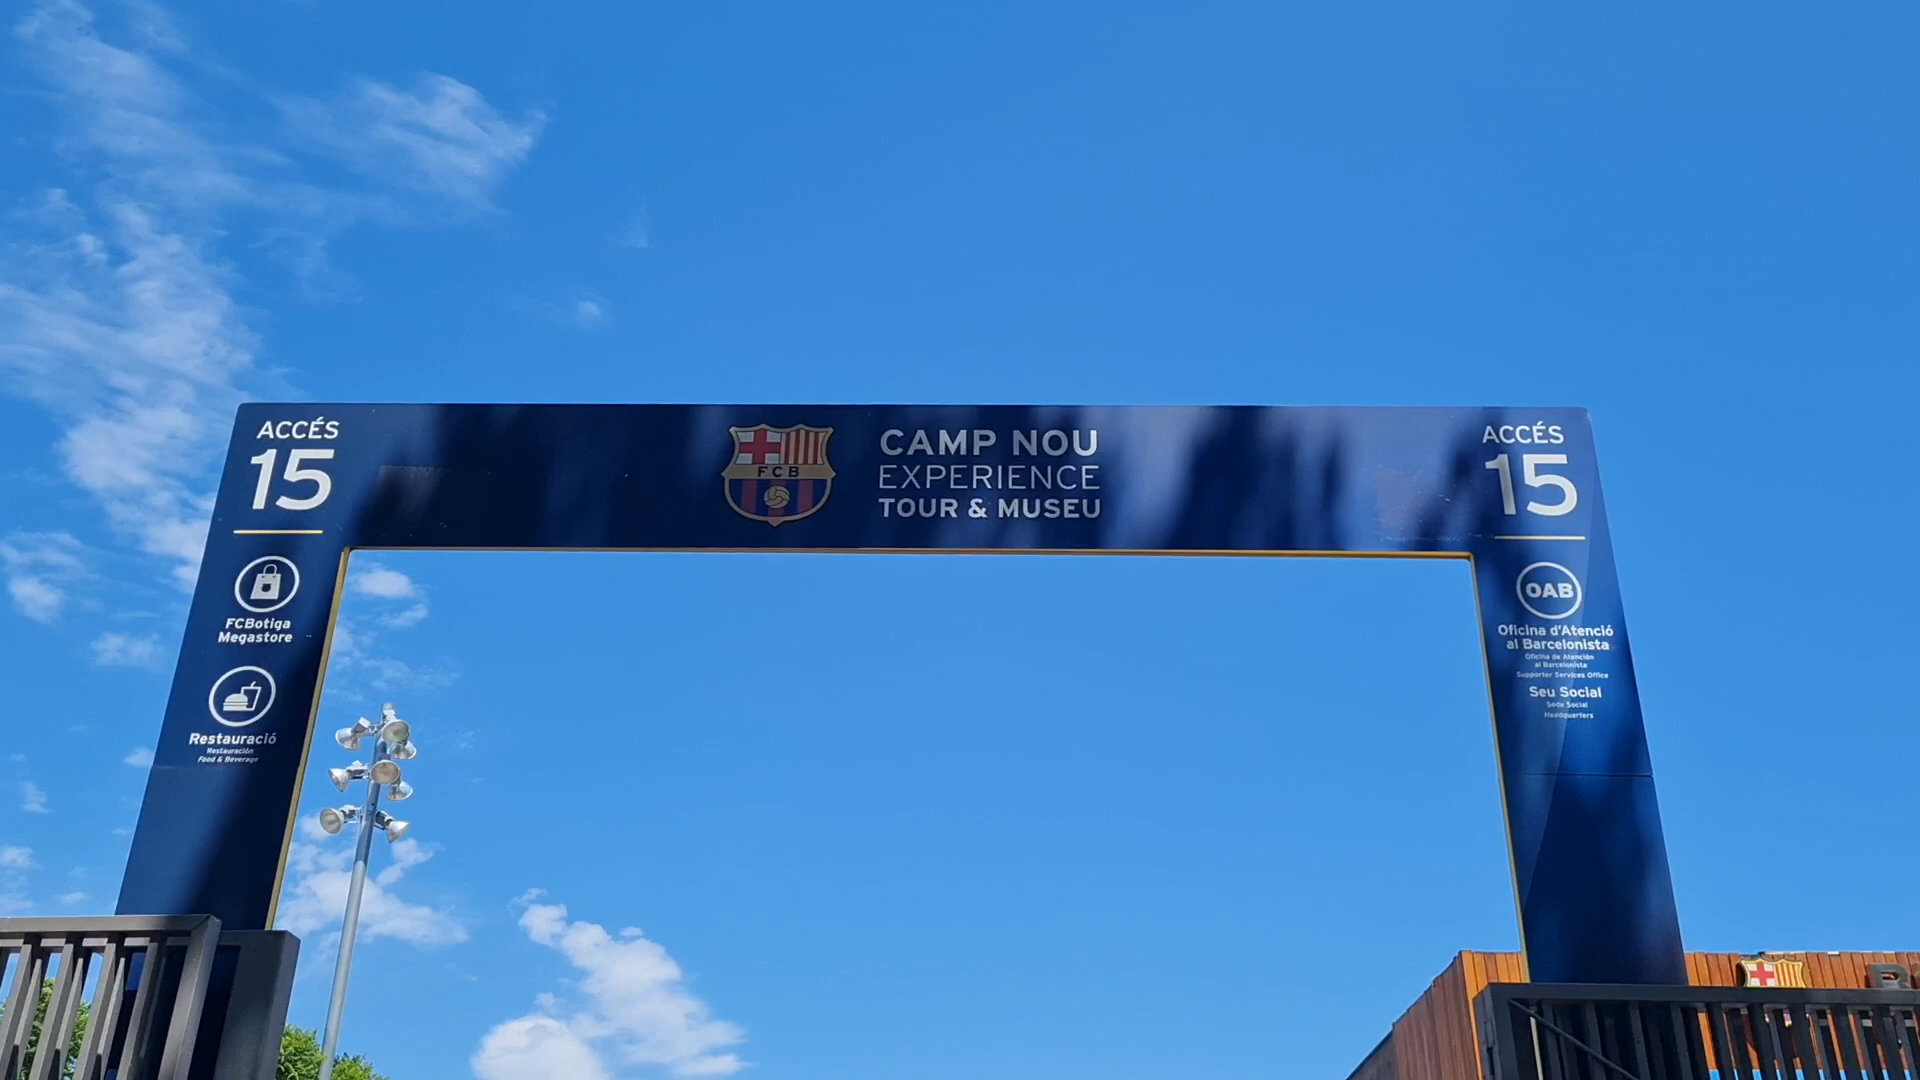 ACCÉS
15
FCBotiga
Megastore
Restauració
Restauración
Food & Beverage
FCB
CAMP NOU
EXPERIENCE
TOUR & MUSEU
ACCÉS
15
OAB
Oficina d'Atenció
al Barcelonista
Oficina de Atención
al Barcelonista
Supporter Services Office
Seu Social
Sede Social
Headquarters